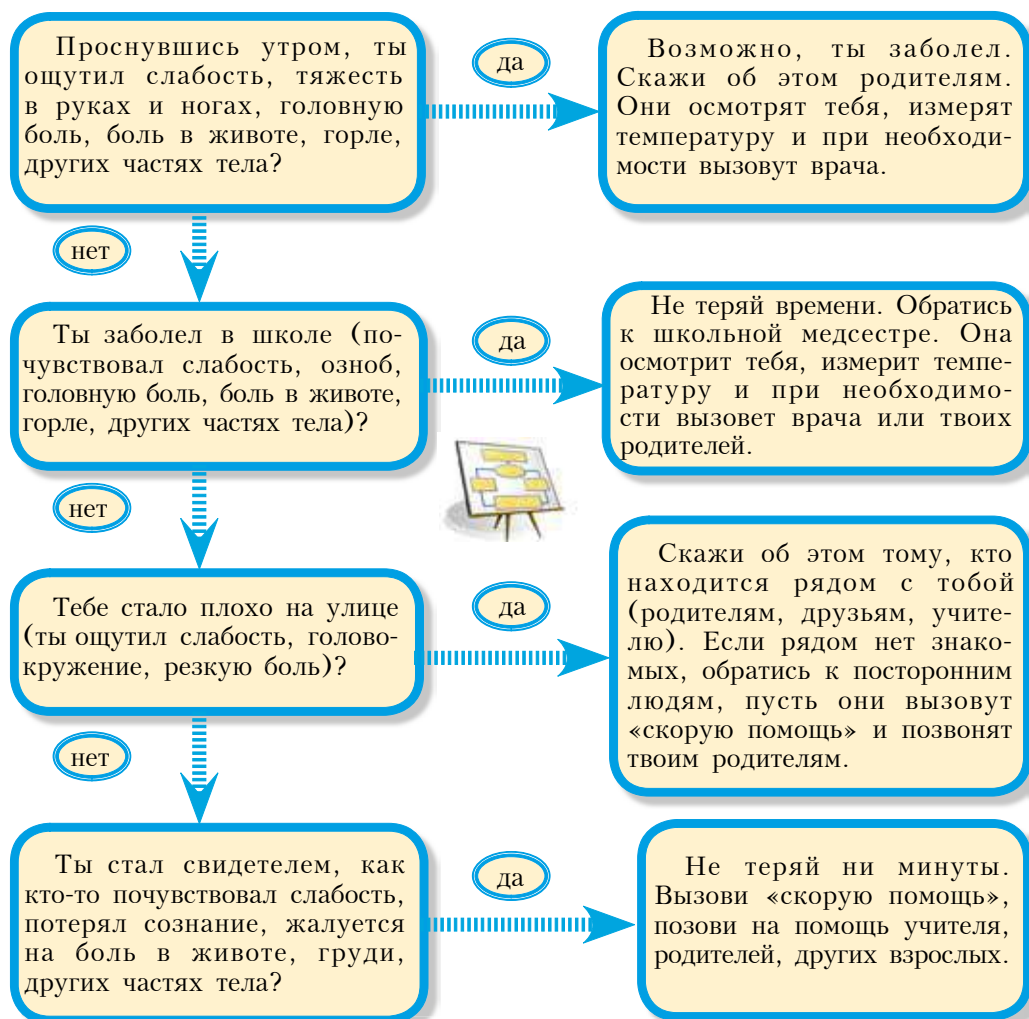 Проснувшись утром, ты
ощутил слабость, тяжесть
в руках и ногах, головную
боль, боль в животе, горле,
других частях тела?
да
Возможно, ты заболел.
Скажи об этом родителям.
Они осмотрят тебя, измерят
температуру и при необходи-
мости вызовут врача.
нет
Ты заболел в школе (по-
чувствовал слабость, озноб,
головную боль, боль в животе,
горле, других частях тела)?
да
Не теряй времени. Обратись
к школьной медсестре. Она
осмотрит тебя, измерит темпе-
ратуру и при необходимо-
сти вызовет врача или твоих
родителей.
нет
Тебе стало плохо на улице
(ты ощутил слабость, голово-
кружение, резкую боль)?
да
Скажи об этом тому, кто
находится рядом с тобой
(родителям, друзьям, учите-
лю). Если рядом нет знако-
мых, обратись к посторонним
людям, пусть они вызовут
«скорую помощь» и позвонят
твоим родителям.
нет
Ты стал свидетелем, как
кто-то почувствовал слабость,
потерял сознание, жалуется
на боль в животе, груди,
других частях тела?
да
Не теряй ни минуты.
Вызови «скорую помощь»,
позови на помощь учителя,
родителей, других взрослых.